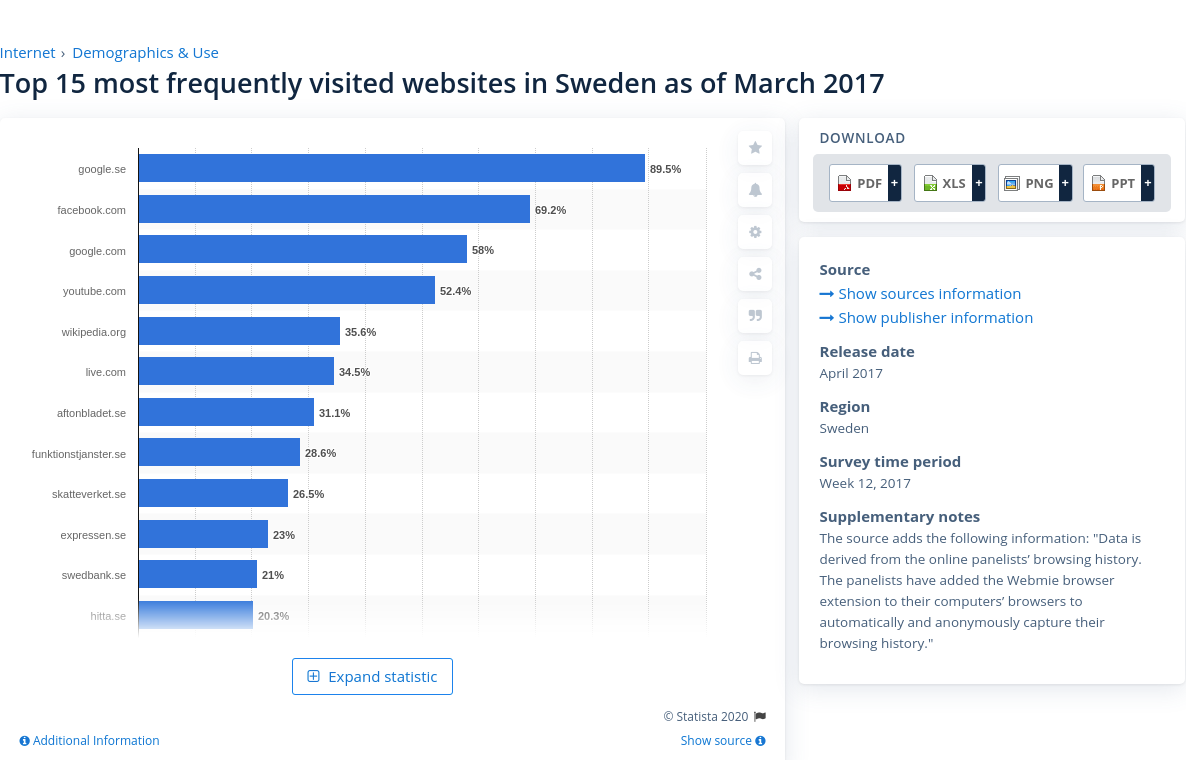 Internet › Demographics & Use
Top 15 most frequently visited websites in Sweden as of March 2017
google.se 89.5%
facebook.com 69.2%
google.com 58%
youtube.com 52.4%
wikipedia.org 35.6%
live.com 34.5%
aftonbladet.se 31.1%
funktionstjanster.se 28.6%
skatteverket.se 26.5%
expressen.se 23%
swedbank.se 21%
hitta.se 20.3%
Expand statistic
© Statista 2020
Additional Information
Show source
DOWNLOAD
PDF + XLS + PNG + PPT +
Source
Show sources information
Show publisher information
Release date
April 2017
Region
Sweden
Survey time period
Week 12, 2017
Supplementary notes
The source adds the following information: "Data is
derived from the online panelists’ browsing history.
The panelists have added the Webmie browser
extension to their computers’ browsers to
automatically and anonymously capture their
browsing history."